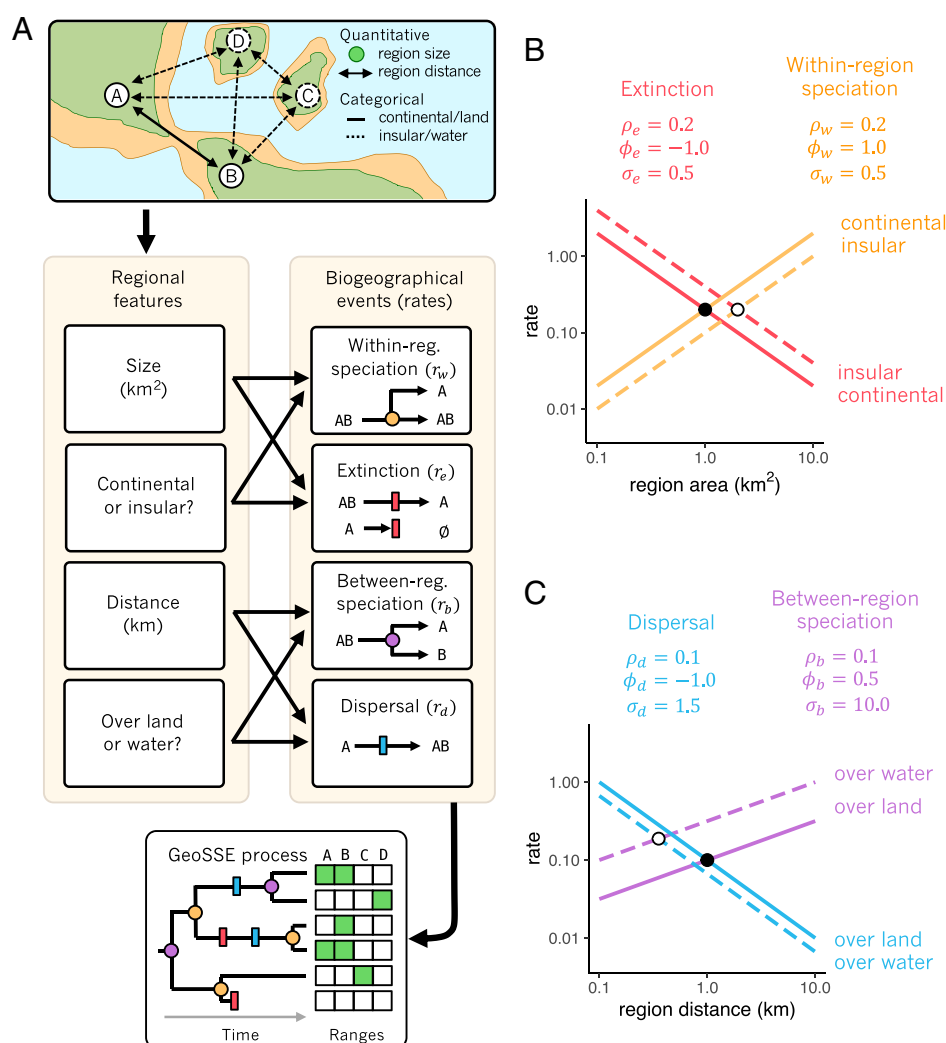 A
D
A
C
B
Quantitative
region size
region distance
Categorical
continental/land
insular/water
Regional
features
Size
(km²)
Continental
or insular?
Distance
(km)
Over land
or water?
Biogeographical
events (rates)
Within-reg.
speciation (r_w)
A
AB AB
Extinction (r_e)
AB A
A ∅
Between-reg.
speciation (r_b)
A
AB
B
Dispersal (r_d)
A AB
GeoSSE process
A B C D
Time
Ranges
B
Extinction
ρ_e = 0.2
ϕ_e = −1.0
σ_e = 0.5
Within-region
speciation
ρ_w = 0.2
ϕ_w = 1.0
σ_w = 0.5
continental
insular
insular
continental
rate
1.00
0.10
0.01
0.1 1.0 10.0
region area (km²)
C
Dispersal
ρ_d = 0.1
ϕ_d = −1.0
σ_d = 1.5
Between-region
speciation
ρ_b = 0.1
ϕ_b = 0.5
σ_b = 10.0
over water
over land
over land
over water
rate
1.00
0.10
0.01
0.1 1.0 10.0
region distance (km)